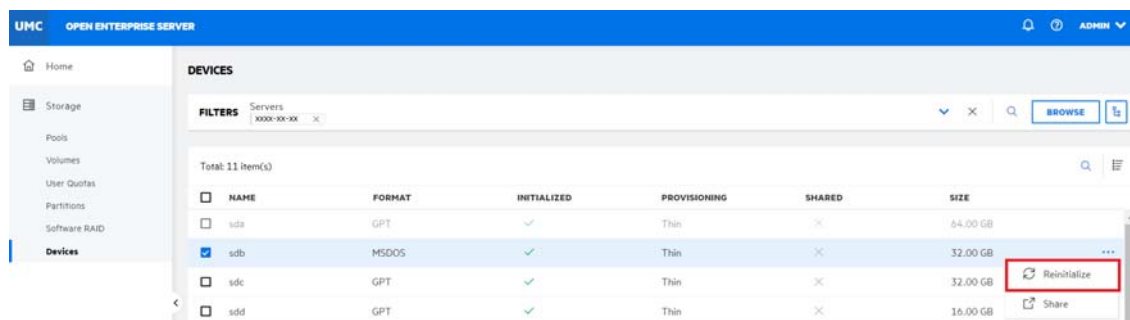 UMC OPEN ENTERPRISE SERVER ADMIN
Home
DEVICES
Storage
FILTERS Servers
xxxx-xx-xx
BROWSE
Pools
Volumes
Total: 11 item(s)
User Quotas
Partitions
NAME FORMAT INITIALIZED PROVISIONING SHARED SIZE
Software RAID
sda GPT Thin 64.00 GB
Devices
sdb MSDOS Thin 32.00 GB
Reinitialize
sdc GPT Thin 32.00 GB
Share
sdd GPT Thin 16.00 GB